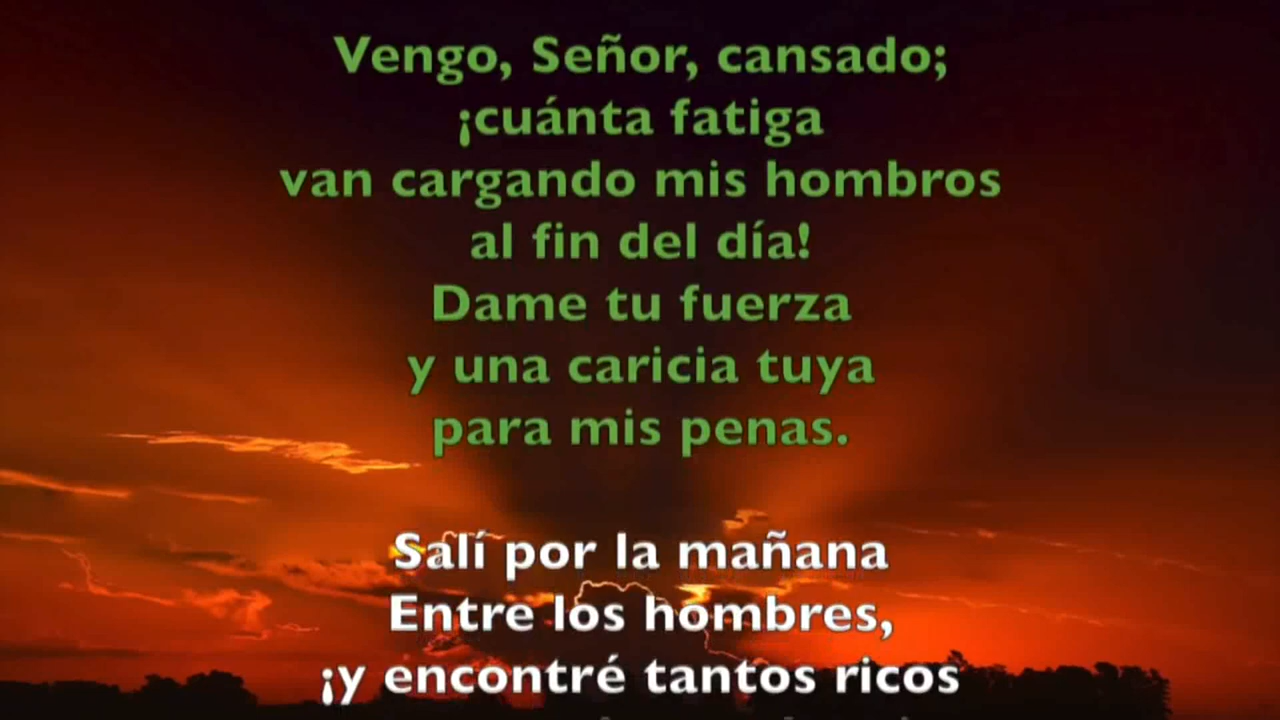 Vengo, Señor, cansado;
¡cuánta fatiga
van cargando mis hombros
al fin del día!
Dame tu fuerza
y una caricia tuya
para mis penas.
Salí por la mañana
Entre los hombres,
¡y encontré tantos ricos